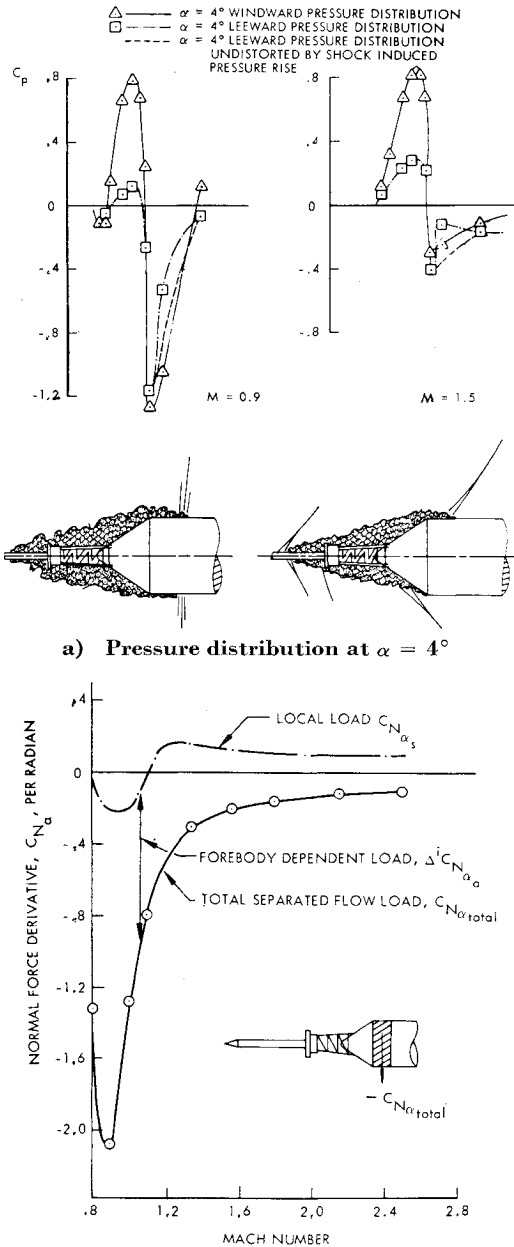 α = 4° WINDWARD PRESSURE DISTRIBUTION
α = 4° LEEWARD PRESSURE DISTRIBUTION
α = 4° LEEWARD PRESSURE DISTRIBUTION
UNDISTORTED BY SHOCK INDUCED
PRESSURE RISE
Cp
.8
.4
0
-.4
-.8
-1.2
M = 0.9
.8
.4
0
-.4
-.8
M = 1.5
a) Pressure distribution at α = 4°
NORMAL FORCE DERIVATIVE, CNα, PER RADIAN
.4
0
-.4
-.8
-1.2
-1.6
-2.0
LOCAL LOAD CNαs
FOREBODY DEPENDENT LOAD, ΔiCNαa
TOTAL SEPARATED FLOW LOAD, CNαtotal
- CNαtotal
.8
1,2
1,6
2,0
2.4
2.8
MACH NUMBER